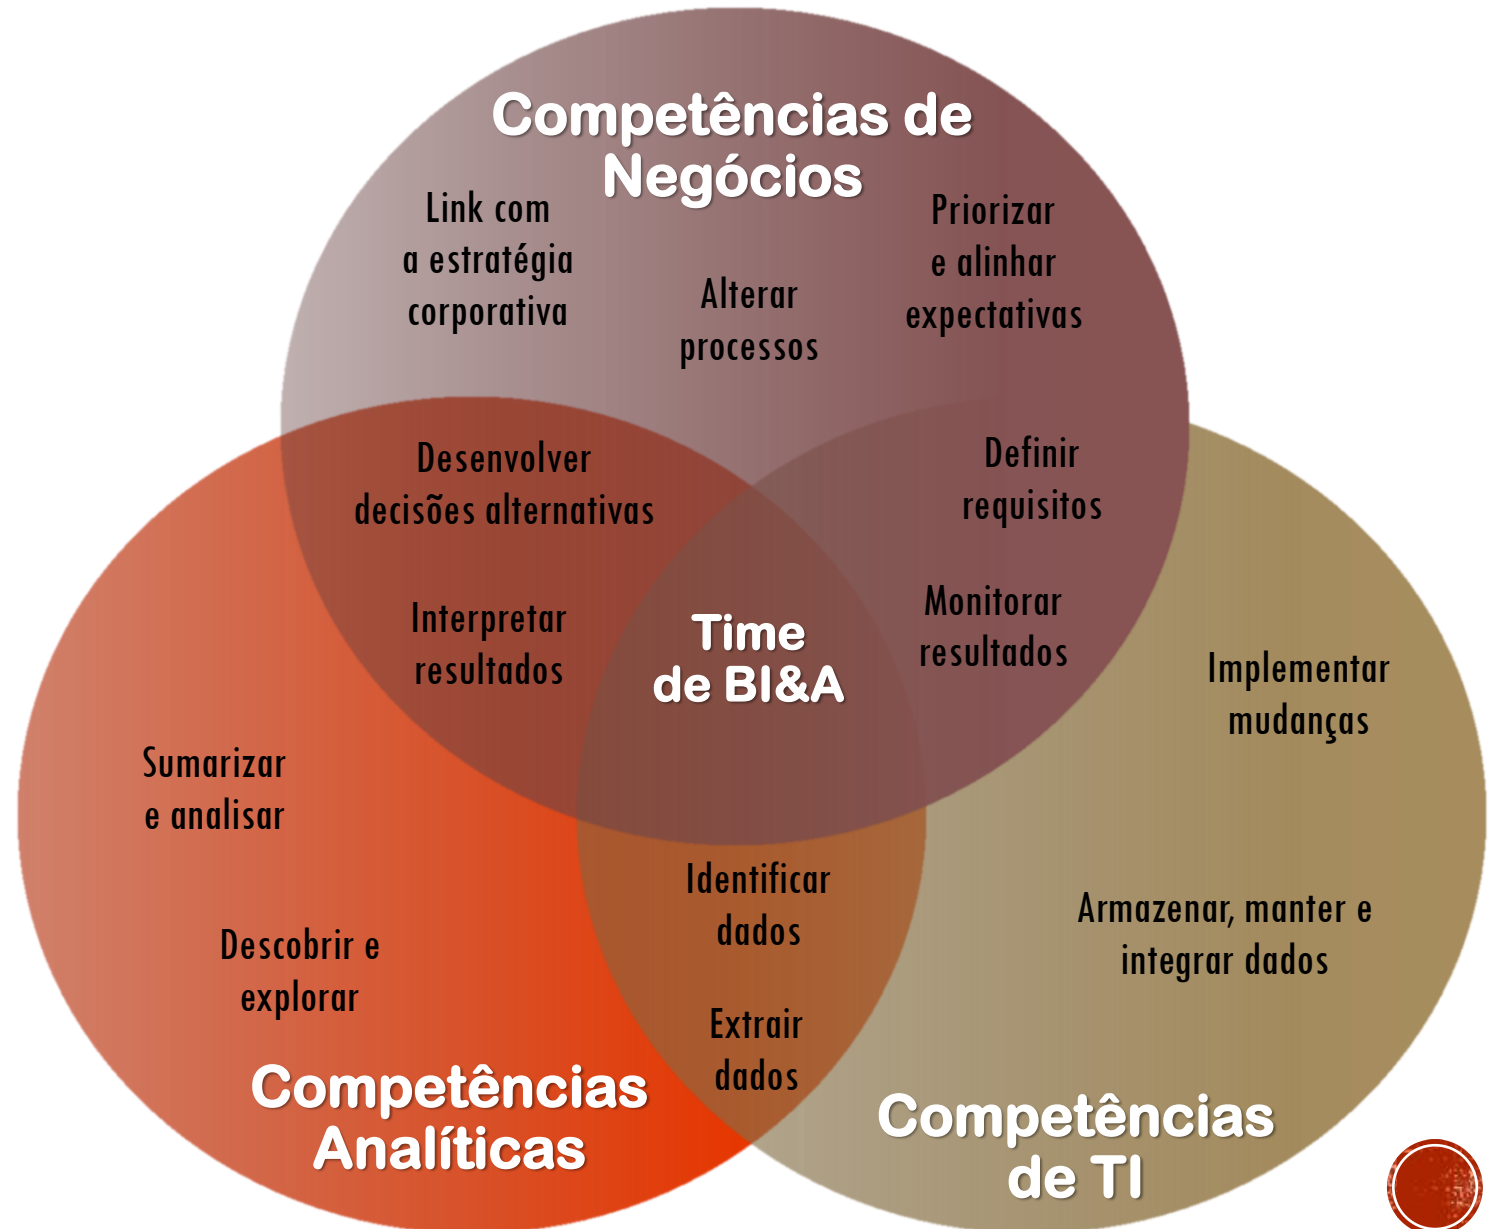 Competências de
Negócios
Link com
a estratégia
corporativa
Alterar
processos
Priorizar
e alinhar
expectativas
Desenvolver
decisões alternativas
Interpretar
resultados
Definir
requisitos
Monitorar
resultados
Time
de BI&A
Implementar
mudanças
Sumarizar
e analisar
Descobrir e
explorar
Identificar
dados
Extrair
dados
Armazenar, manter e
integrar dados
Competências
Analíticas
Competências
de TI